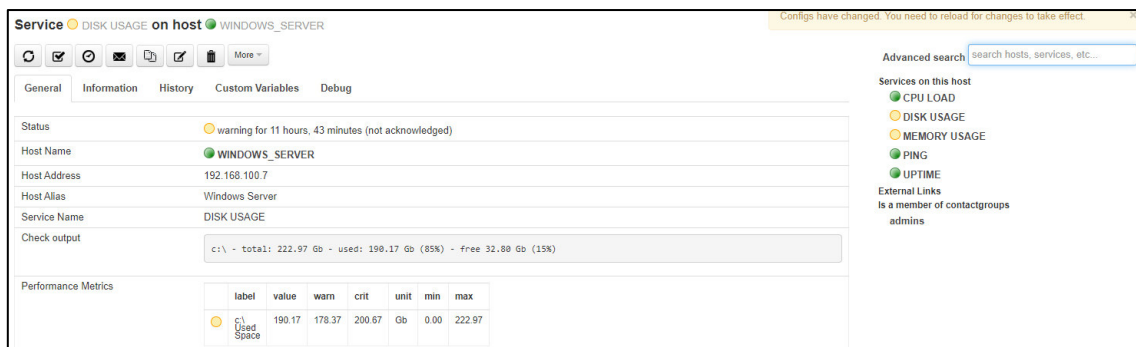 Service DISK USAGE on host WINDOWS_SERVER
Configs have changed. You need to reload for changes to take effect.
More
Advanced search search hosts, services, etc...
General Information History Custom Variables Debug
Services on this host
CPU LOAD
DISK USAGE
MEMORY USAGE
PING
UPTIME
External Links
Is a member of contactgroups
admins
Status warning for 11 hours, 43 minutes (not acknowledged)
Host Name WINDOWS_SERVER
Host Address 192.168.100.7
Host Alias Windows Server
Service Name DISK USAGE
Check output c:\ - total: 222.97 Gb - used: 190.17 Gb (85%) - free 32.80 Gb (15%)
Performance Metrics
label value warn crit unit min max
c:\ Used Space 190.17 178.37 200.67 Gb 0.00 222.97